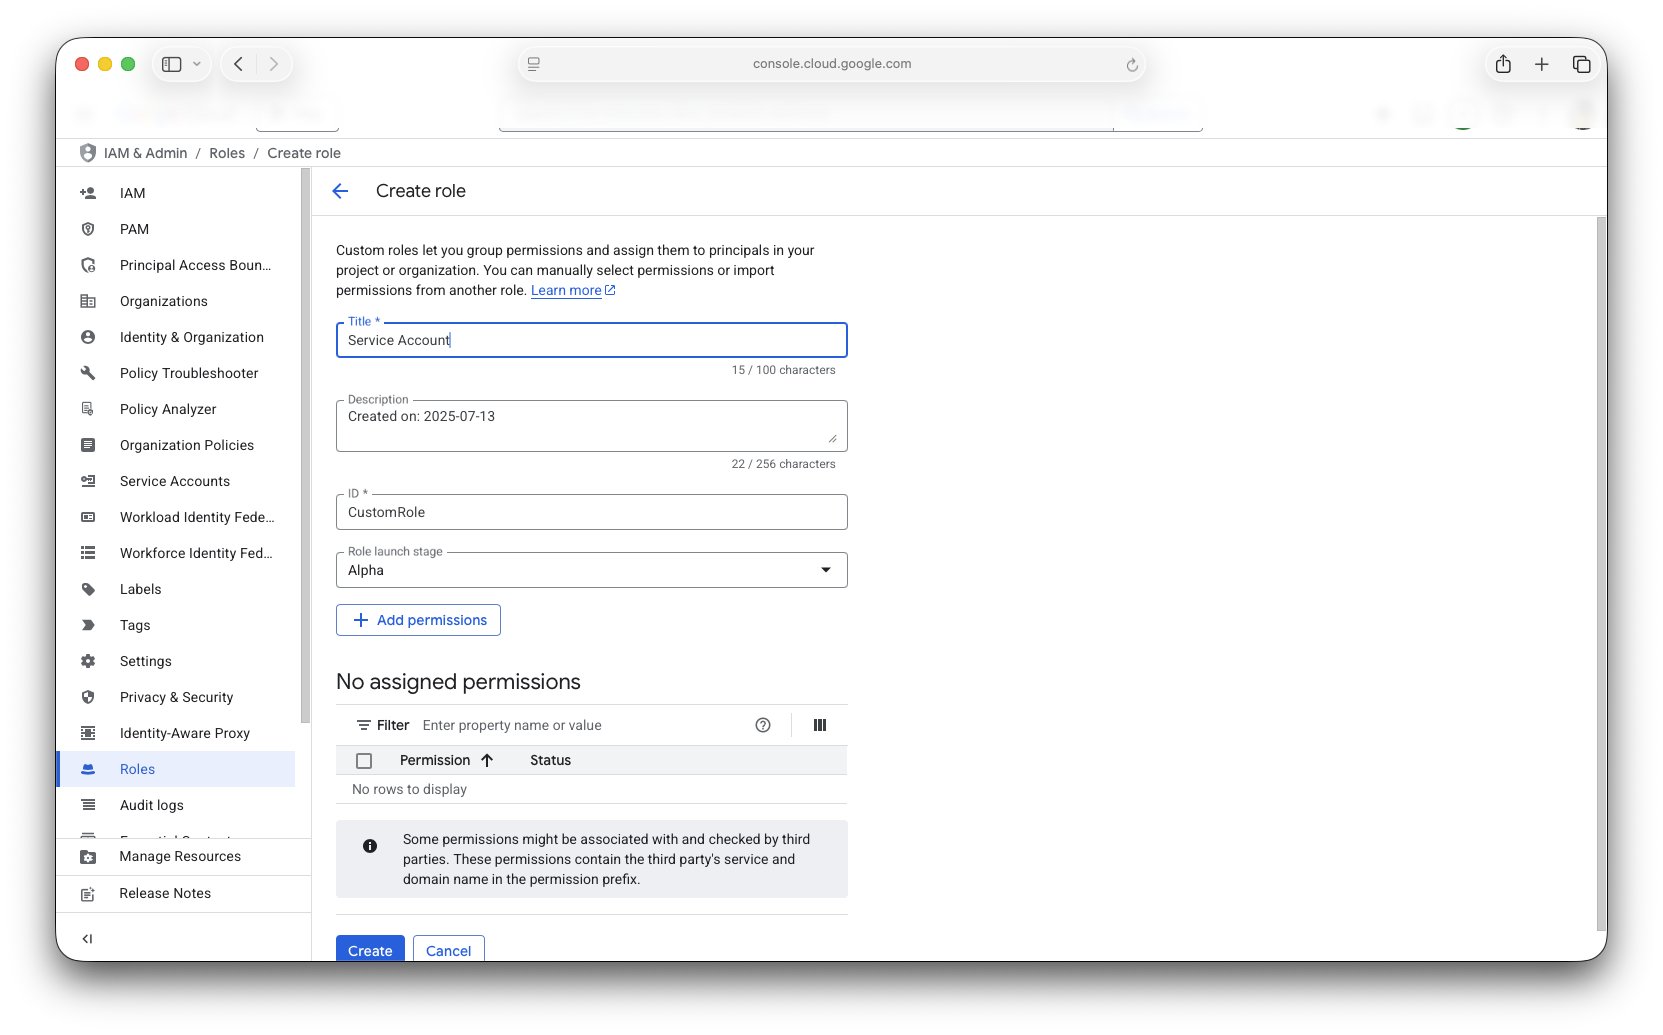 console.cloud.google.com
IAM & Admin / Roles / Create role
IAM
PAM
Principal Access Boun...
Organizations
Identity & Organization
Policy Troubleshooter
Policy Analyzer
Organization Policies
Service Accounts
Workload Identity Fede...
Workforce Identity Fed...
Labels
Tags
Settings
Privacy & Security
Identity-Aware Proxy
Roles
Audit logs
Manage Resources
Release Notes
Create role
Custom roles let you group permissions and assign them to principals in your
project or organization. You can manually select permissions or import
permissions from another role. Learn more
Title *
Service Account
15 / 100 characters
Description
Created on: 2025-07-13
22 / 256 characters
ID *
CustomRole
Role launch stage
Alpha
Add permissions
No assigned permissions
Filter Enter property name or value
Permission Status
No rows to display
Some permissions might be associated with and checked by third
parties. These permissions contain the third party's service and
domain name in the permission prefix.
Create Cancel